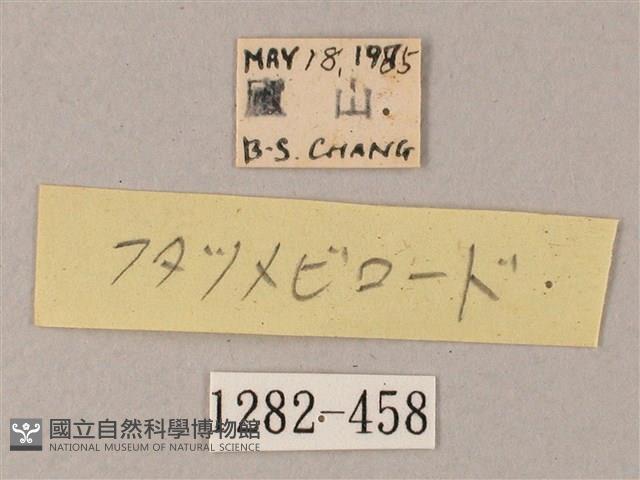 MAY 18, 1985
山
B-S. CHANG
フタツメビロード
1282-458
國立自然科學博物館
NATIONAL MUSEUM OF NATURAL SCIENCE